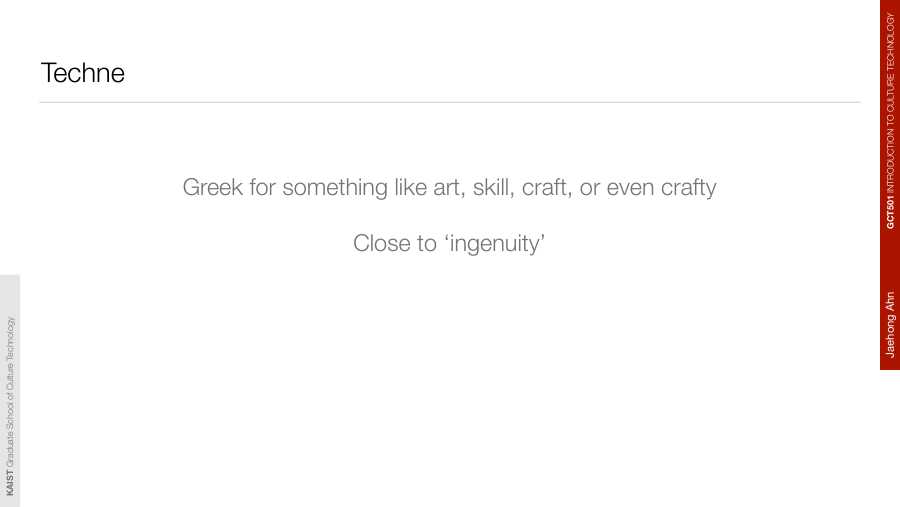 Techne
Greek for something like art, skill, craft, or even crafty
Close to ‘ingenuity’
KAIST Graduate School of Culture Technology
GCT501 INTRODUCTION TO CULTURE TECHNOLOGY
Jaehong Ahn